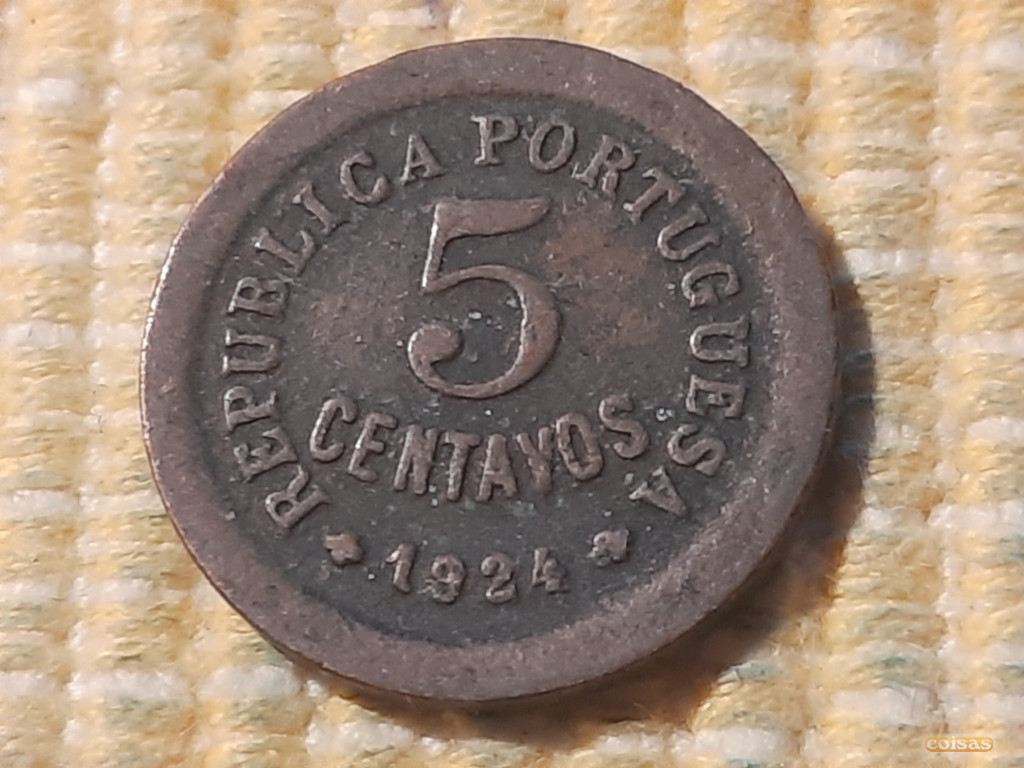 REPUBLICA PORTUGUESA
5
CENTAVOS
* 1924 *
coisas